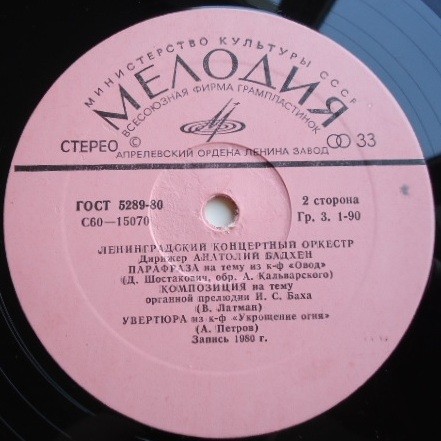 МИНИСТЕРСТВО КУЛЬТУРЫ СССР
МЕЛОДИЯ
ВСЕСОЮЗНАЯ ФИРМА ГРАМПЛАСТИНОК
СТЕРЕО
33
АПРЕЛЕВСКИЙ ОРДЕНА ЛЕНИНА ЗАВОД
ГОСТ 5289-80
2 сторона
С60—15070
Гр. 3. 1-90
ЛЕНИНГРАДСКИЙ КОНЦЕРТНЫЙ ОРКЕСТР
Дирижер АНАТОЛИЙ БАДХЕН
ПАРАФРАЗА на тему из к-ф «Овод»
(Д. Шостакович, обр. А. Кальварского)
КОМПОЗИЦИЯ на тему
органной прелюдии И. С. Баха
(В. Латман)
УВЕРТЮРА из к-ф «Укрощение огня»
(А. Петров)
Запись 1980 г.